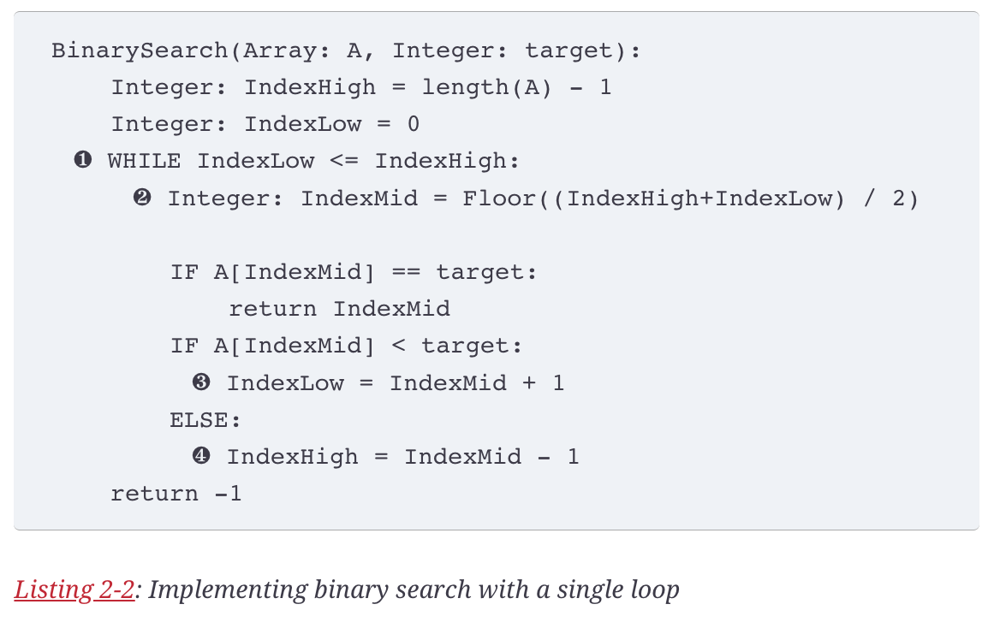 BinarySearch(Array: A, Integer: target):
    Integer: IndexHigh = length(A) - 1
    Integer: IndexLow = 0
  ❶ WHILE IndexLow <= IndexHigh:
      ❷ Integer: IndexMid = Floor((IndexHigh+IndexLow) / 2)
        IF A[IndexMid] == target:
            return IndexMid
        IF A[IndexMid] < target:
          ❸ IndexLow = IndexMid + 1
        ELSE:
          ❹ IndexHigh = IndexMid - 1
    return -1
Listing 2-2: Implementing binary search with a single loop